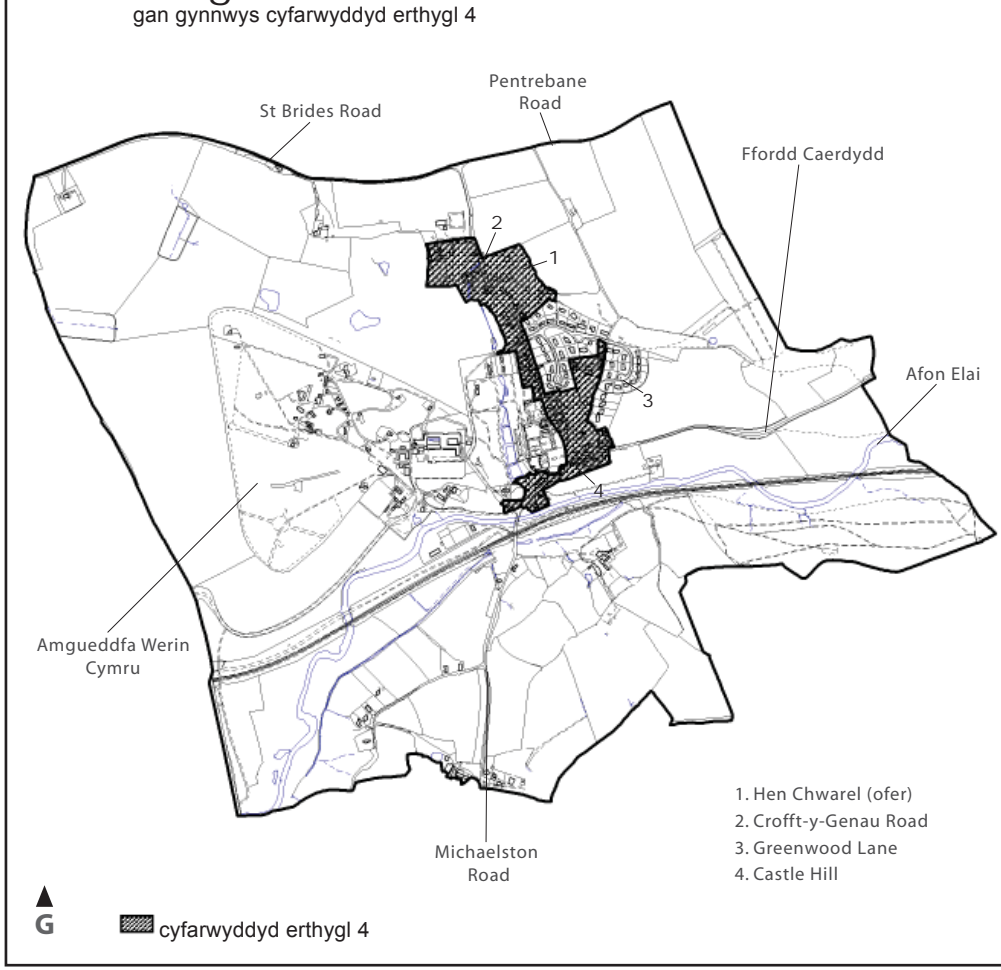 gan gynnwys cyfarwyddyd erthygl 4
Pentrebane
Road
St Brides Road
Ffordd Caerdydd
2
1
Afon Elai
3
4
Amgueddfa Werin
Cymru
1. Hen Chwarel (ofer)
2. Crofft-y-Genau Road
3. Greenwood Lane
4. Castle Hill
Michaelston
Road
G
cyfarwyddyd erthygl 4